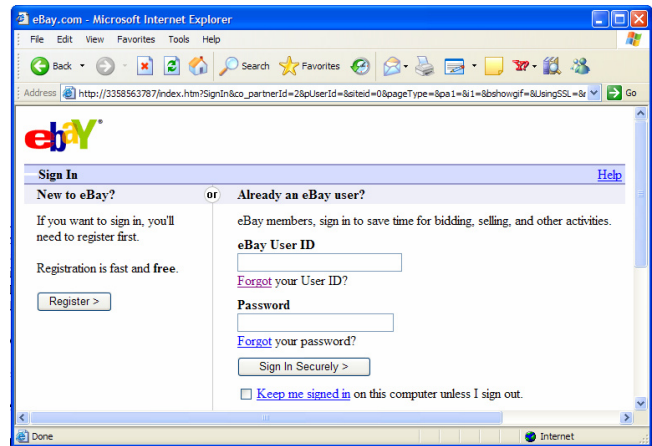 eBay.com - Microsoft Internet Explorer
File Edit View Favorites Tools Help
Back Search Favorites
Address http://3358563787/index.htm?SignIn&co_partnerId=2&pUserId=&siteid=0&pageType=&pa1=&i1=&bshowgif=&UsingSSL=& Go
ebY
Sign In Help
New to eBay? or Already an eBay user?
If you want to sign in, you'll
need to register first.
Registration is fast and free.
Register >
eBay members, sign in to save time for bidding, selling, and other activities.
eBay User ID
Forgot your User ID?
Password
Forgot your password?
Sign In Securely >
Keep me signed in on this computer unless I sign out.
Done Internet